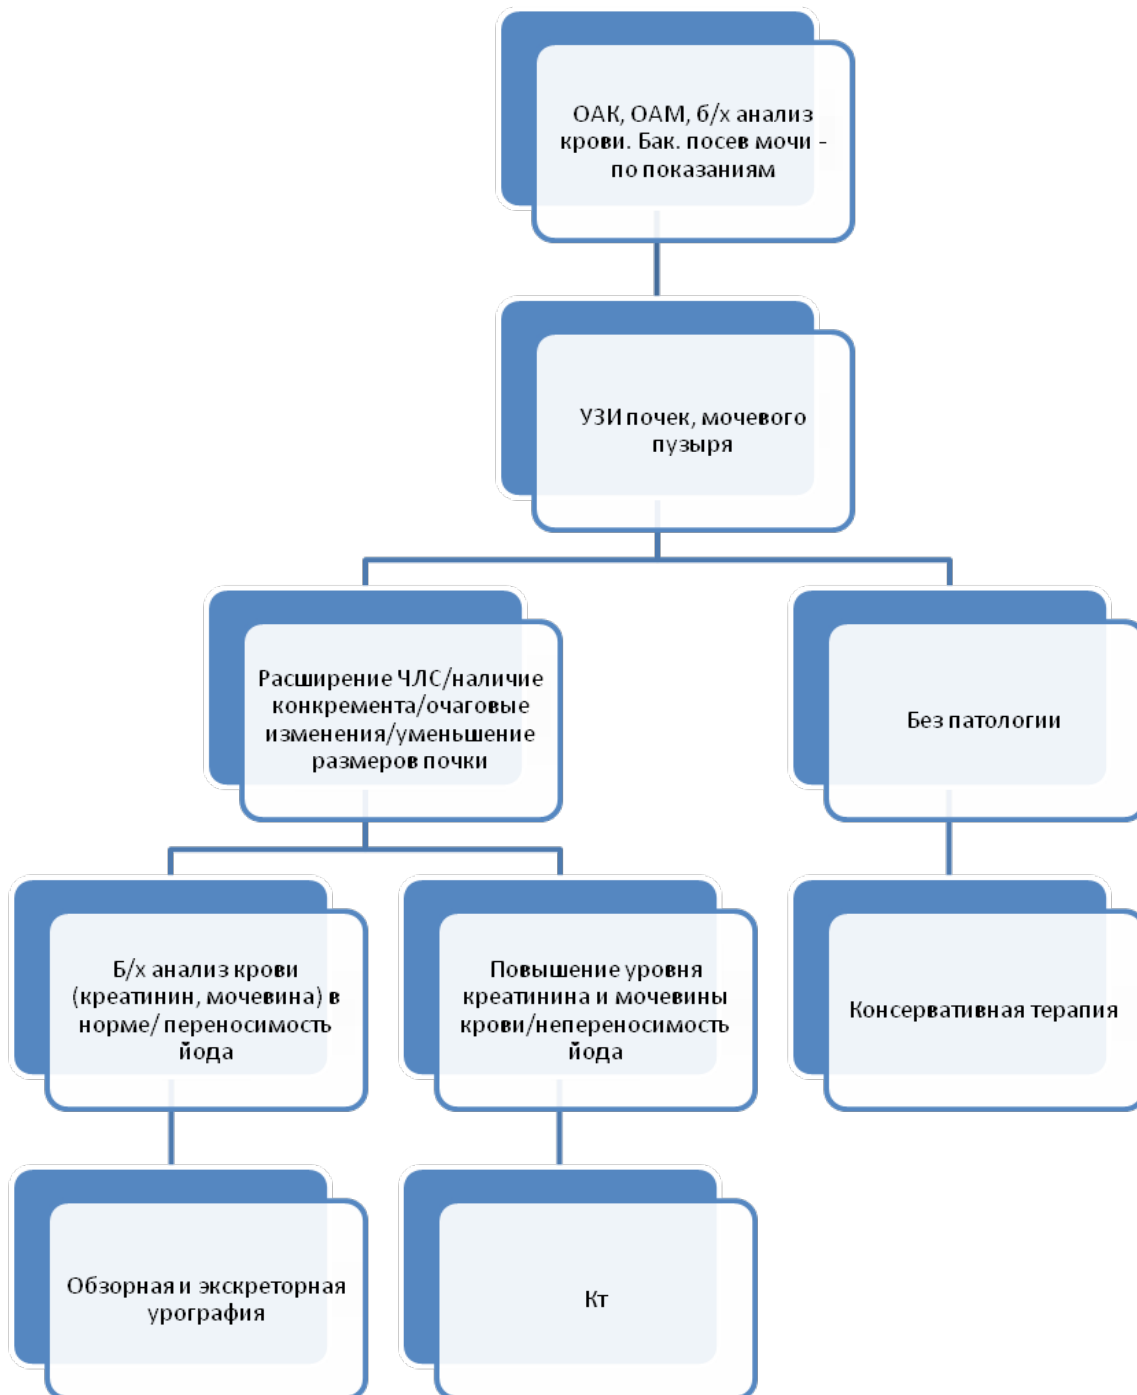 ОАК, ОАМ, б/х анализ
крови. Бак. посев мочи -
по показаниям
УЗИ почек, мочевого
пузыря
Расширение ЧЛС/наличие
конкремента/очаговые
изменения/уменьшение
размеров почки
Без патологии
Б/х анализ крови
(креатинин, мочевина) в
норме/ переносимость
йода
Повышение уровня
креатинина и мочевины
крови/непереносимость
йода
Консервативная терапия
Обзорная и экскреторная
урография
Кт